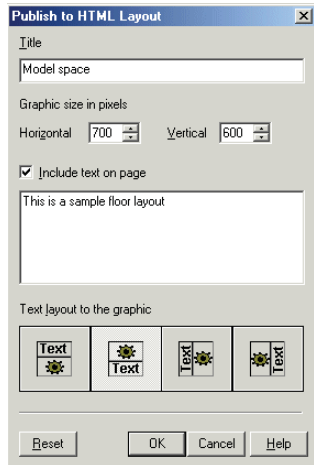 Publish to HTML Layout
Title
Model space
Graphic size in pixels
Horizontal 700 Vertical 600
Include text on page
This is a sample floor layout
Text layout to the graphic
Text Text Text Text
Reset OK Cancel Help